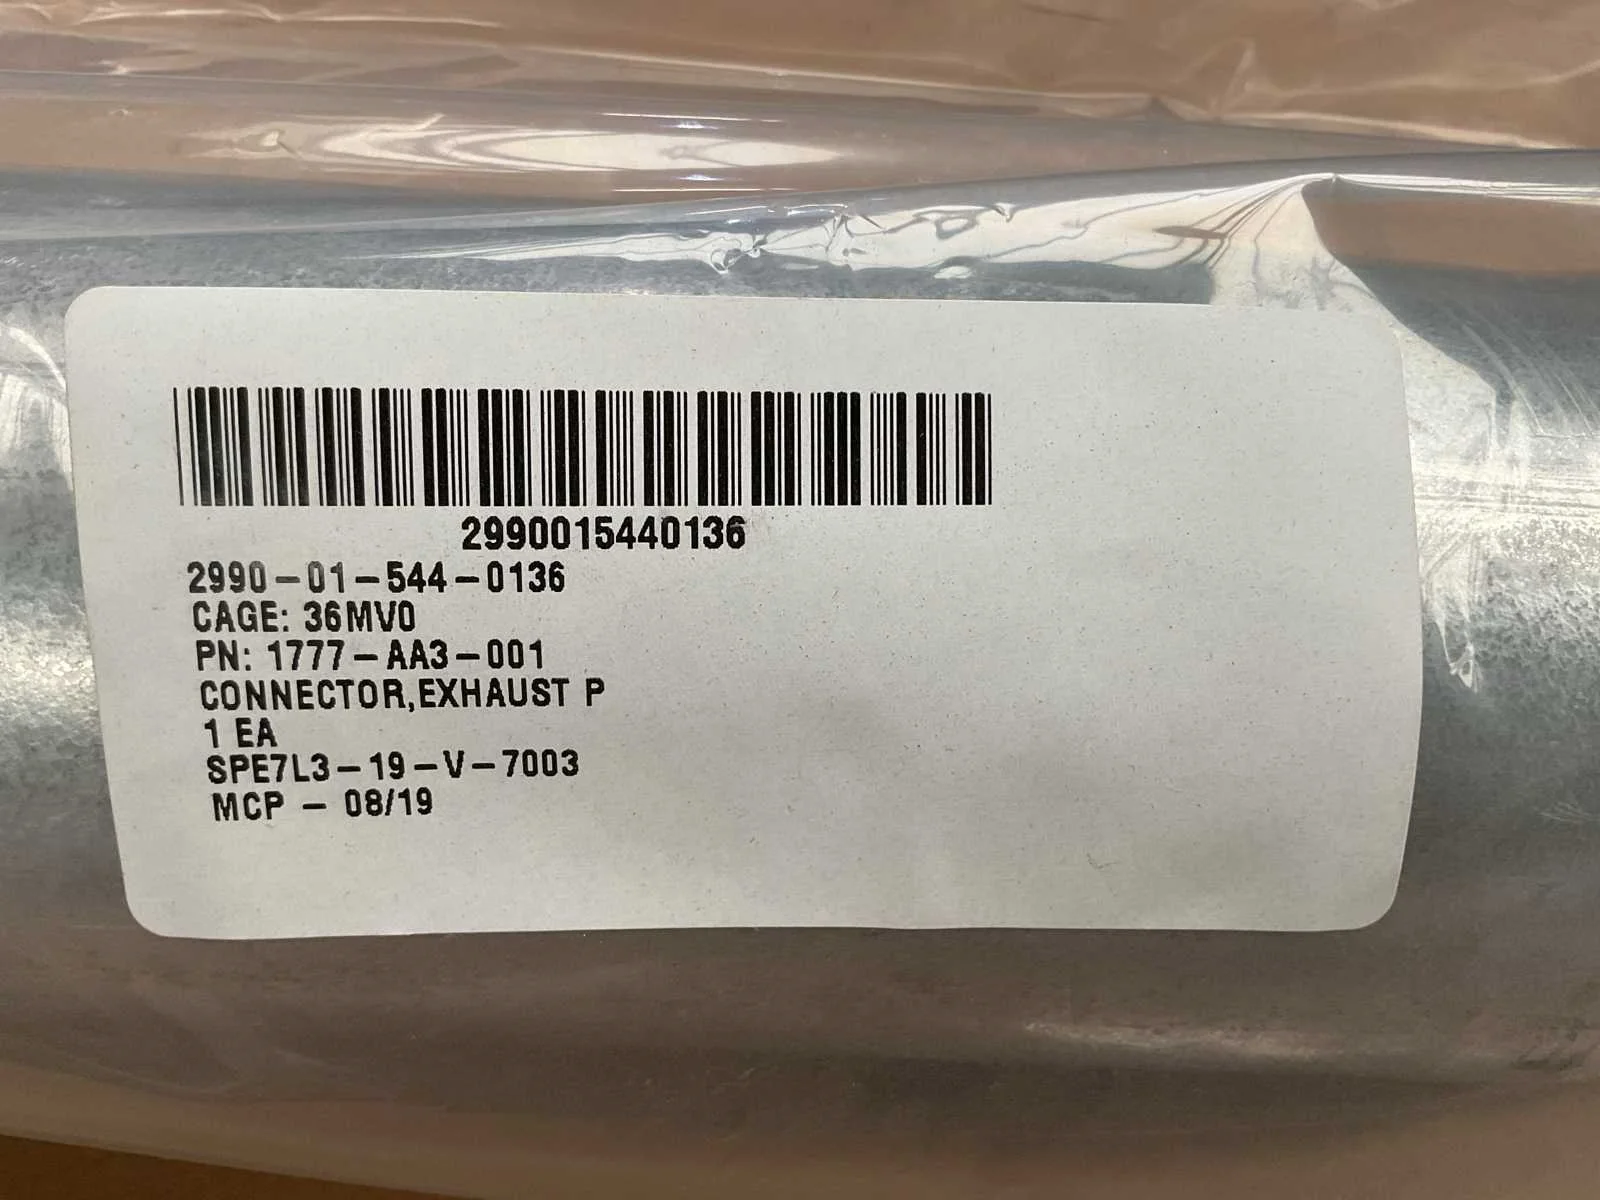 2990015440136
2990-01-544-0136
CAGE: 36MV0
PN: 1777-AA3-001
CONNECTOR,EXHAUST P
1 EA
SPE7L3-19-V-7003
MCP - 08/19